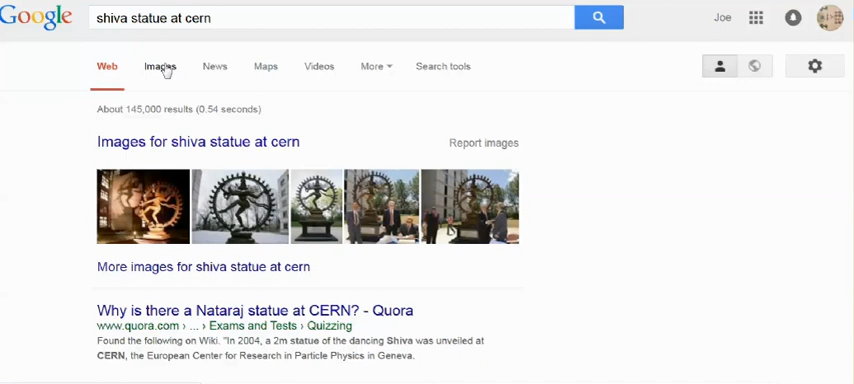 Google
shiva statue at cern
Joe
Web Images News Maps Videos More Search tools
About 145,000 results (0.54 seconds)
Images for shiva statue at cern
Report images
More images for shiva statue at cern
Why is there a Nataraj statue at CERN? - Quora
www.quora.com › ... › Exams and Tests › Quizzing
Found the following on Wiki. "In 2004, a 2m statue of the dancing Shiva was unveiled at
CERN, the European Center for Research in Particle Physics in Geneva.